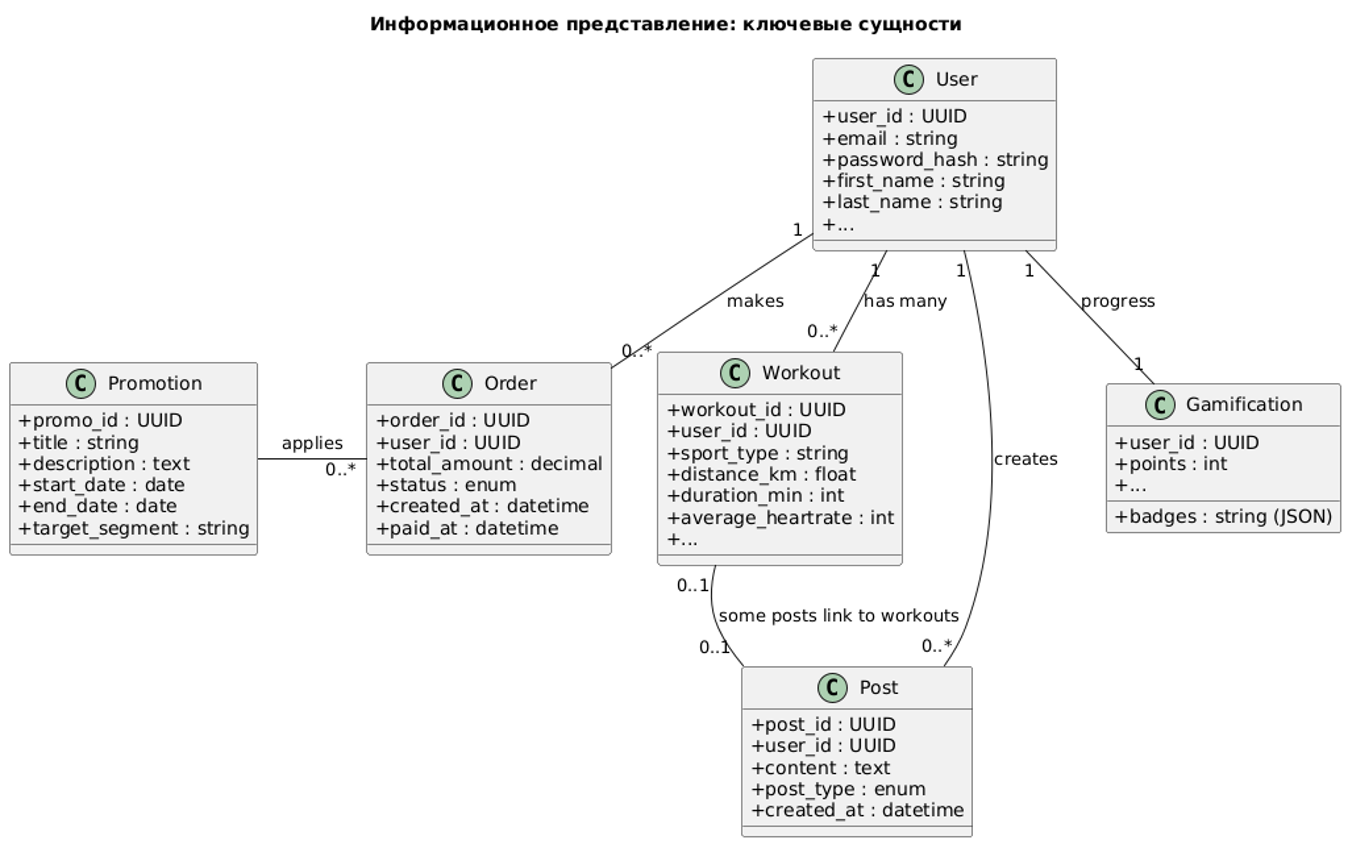 Информационное представление: ключевые сущности
C User
+user_id : UUID
+email : string
+password_hash : string
+first_name : string
+last_name : string
+...
1
1
1
1
makes
has many
progress
0..*
0..*
1
C Promotion
+promo_id : UUID
+title : string
+description : text
+start_date : date
+end_date : date
+target_segment : string
applies
0..*
C Order
+order_id : UUID
+user_id : UUID
+total_amount : decimal
+status : enum
+created_at : datetime
+paid_at : datetime
C Workout
+workout_id : UUID
+user_id : UUID
+sport_type : string
+distance_km : float
+duration_min : int
+average_heartrate : int
+...
creates
C Gamification
+user_id : UUID
+points : int
+...
+badges : string (JSON)
0..1
some posts link to workouts
0..1
0..*
C Post
+post_id : UUID
+user_id : UUID
+content : text
+post_type : enum
+created_at : datetime